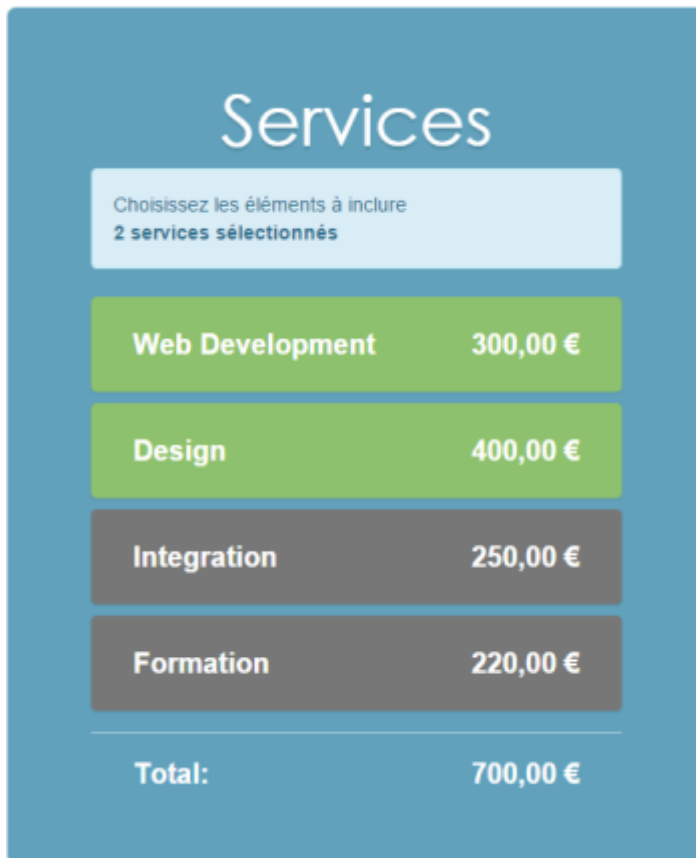 Services
Choisissez les éléments à inclure
2 services sélectionnés
Web Development 300,00 €
Design 400,00 €
Integration 250,00 €
Formation 220,00 €
Total: 700,00 €